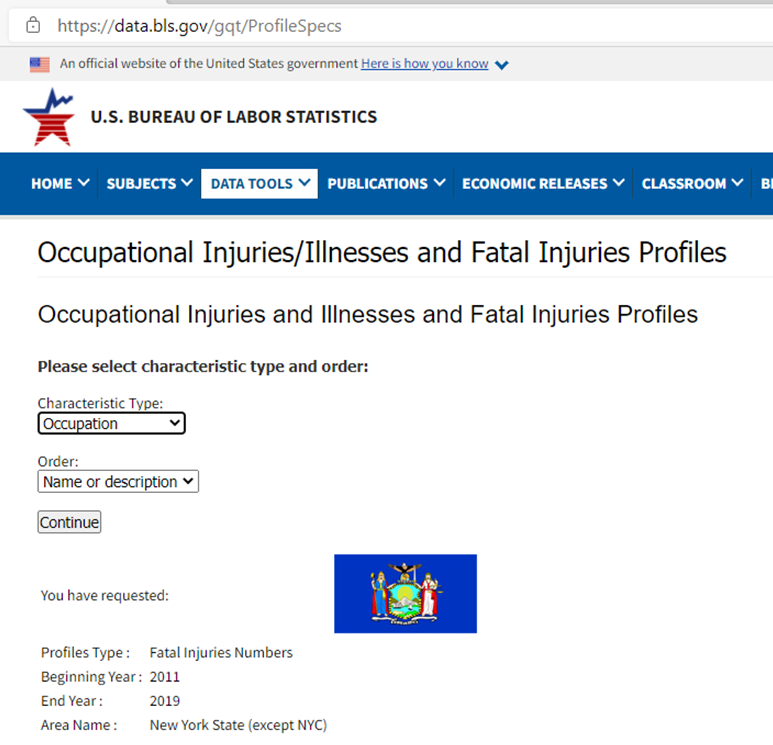 https://data.bls.gov/gqt/ProfileSpecs
An official website of the United States government Here is how you know
U.S. BUREAU OF LABOR STATISTICS
HOME SUBJECTS DATA TOOLS PUBLICATIONS ECONOMIC RELEASES CLASSROOM B
Occupational Injuries/Illnesses and Fatal Injuries Profiles
Occupational Injuries and Illnesses and Fatal Injuries Profiles
Please select characteristic type and order:
Characteristic Type:
Occupation
Order:
Name or description
Continue
You have requested:
Profiles Type : Fatal Injuries Numbers
Beginning Year : 2011
End Year : 2019
Area Name : New York State (except NYC)